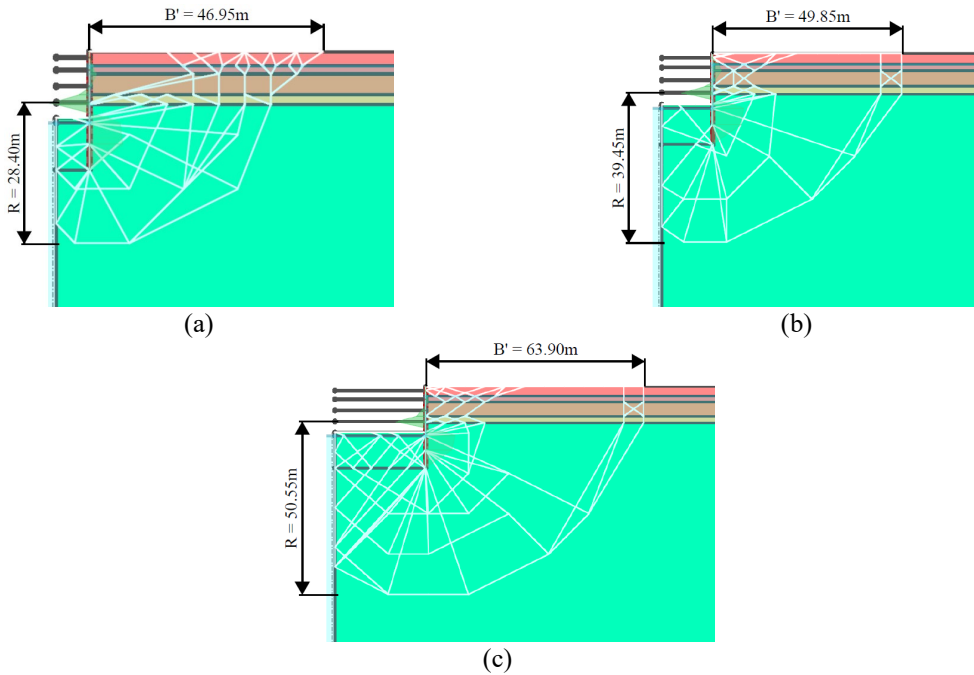 B' = 46.95m
R = 28.40m
(a)
B' = 49.85m
R = 39.45m
(b)
B' = 63.90m
R = 50.55m
(c)